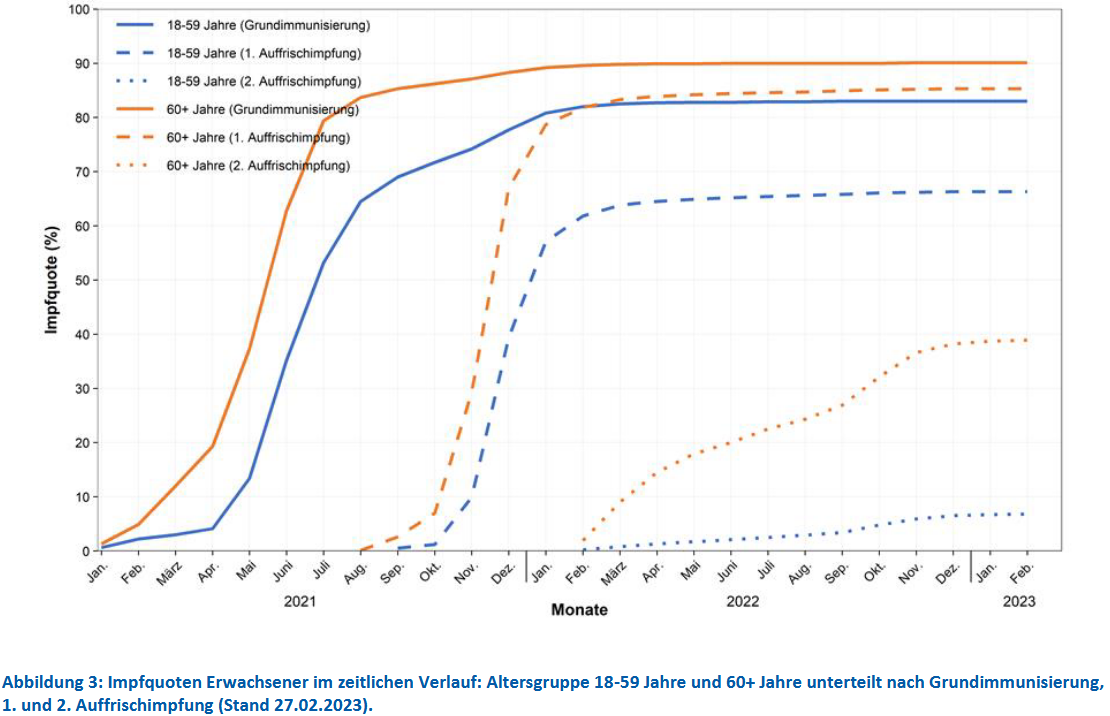 100
90
80
70
60
50
40
30
20
10
0
Impfquote (%)
18-59 Jahre (Grundimmunisierung)
18-59 Jahre (1. Auffrischimpfung)
18-59 Jahre (2. Auffrischimpfung)
60+ Jahre (Grundimmunisierung)
60+ Jahre (1. Auffrischimpfung)
60+ Jahre (2. Auffrischimpfung)
Jan. Feb. März Apr. Mai Juni Juli Aug. Sep. Okt. Nov. Dez. Jan. Feb. März Apr. Mai Juni Juli Aug. Sep. Okt. Nov. Dez. Jan. Feb.
2021 2022 2023
Monate
Abbildung 3: Impfquoten Erwachsener im zeitlichen Verlauf: Altersgruppe 18-59 Jahre und 60+ Jahre unterteilt nach Grundimmunisierung,
1. und 2. Auffrischimpfung (Stand 27.02.2023).